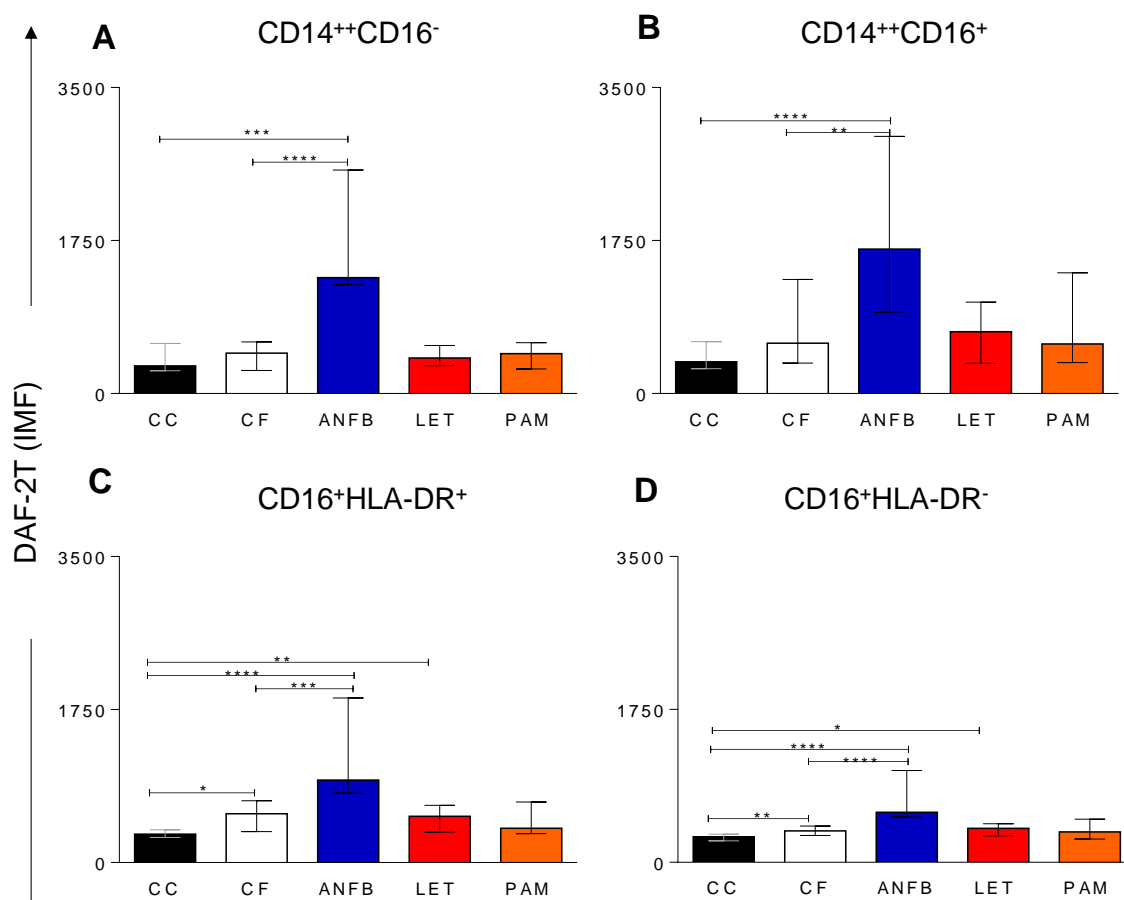 A CD14++CD16-
3500
***
****
1750
0
CC CF ANFB LET PAM
B CD14++CD16+
3500
****
**
1750
0
CC CF ANFB LET PAM
DAF-2T (IMF)
C CD16+HLA-DR+
3500
**
****
***
1750
*
0
CC CF ANFB LET PAM
D CD16+HLA-DR-
3500
1750
*
****
****
**
0
CC CF ANFB LET PAM